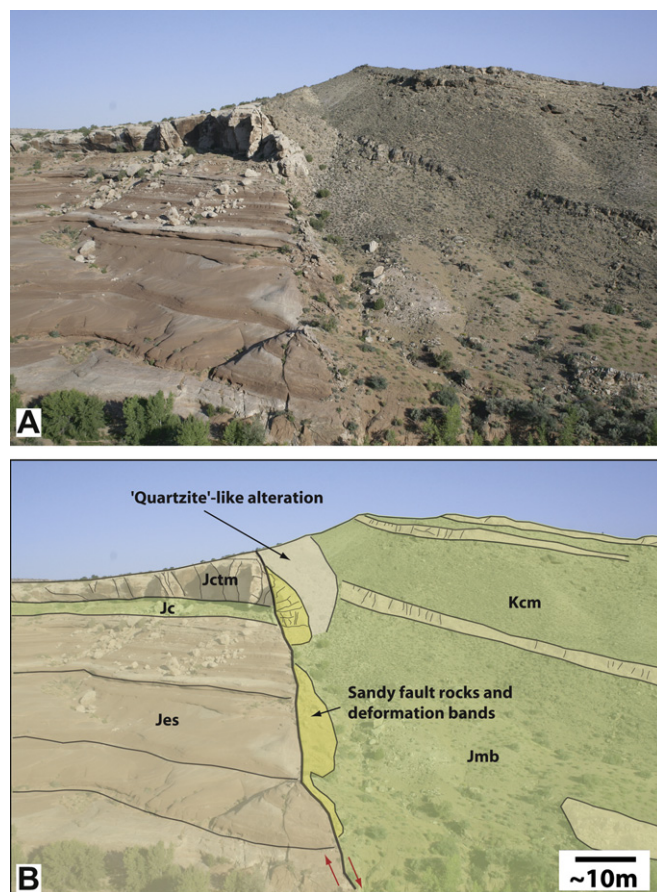 A
'Quartzite'-like alteration
Jctm
Jc
Kcm
Sandy fault rocks and
deformation bands
Jes
Jmb
B
~10m